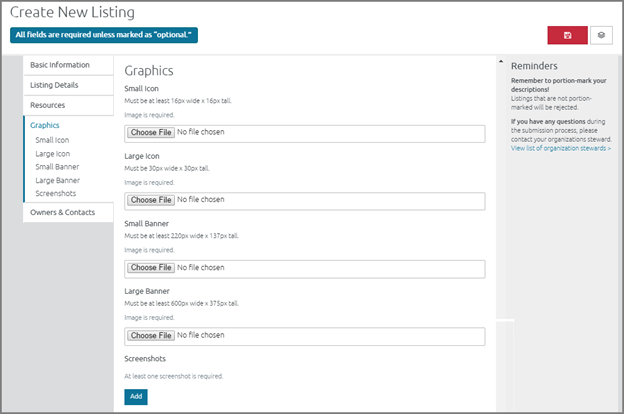 Create New Listing
All fields are required unless marked as "optional."
Basic Information
Listing Details
Resources
Graphics
Small Icon
Large Icon
Small Banner
Large Banner
Screenshots
Owners & Contacts
Graphics
Small Icon
Must be at least 16px wide x 16px tall.
Image is required.
Choose File No file chosen
Large Icon
Must be 30px wide x 30px tall.
Image is required.
Choose File No file chosen
Small Banner
Must be at least 220px wide x 137px tall.
Image is required.
Choose File No file chosen
Large Banner
Must be at least 600px wide x 375px tall.
Image is required.
Choose File No file chosen
Screenshots
At least one screenshot is required.
Add
Reminders
Remember to portion-mark your
descriptions!
Listings that are not portion-
marked will be rejected.
If you have any questions during
the submission process, please
contact your organizations steward.
View list of organization stewards »